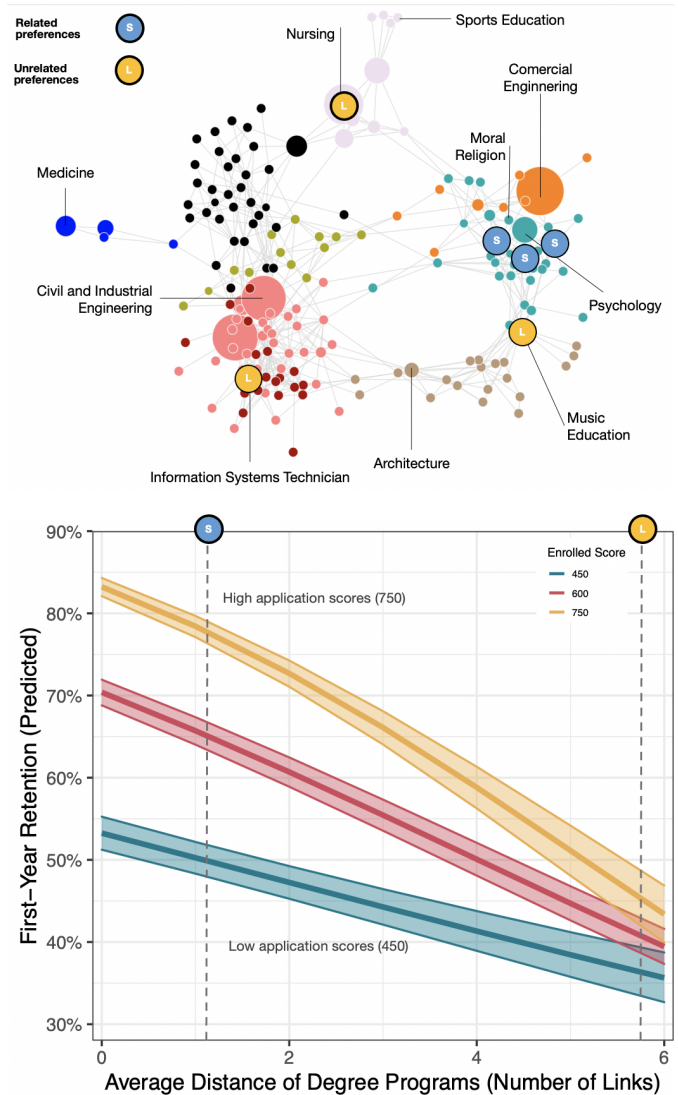 Related
preferences
S
Unrelated
preferences
L
Sports Education
Nursing
L
Comercial
Enginnering
Moral
Religion
Medicine
S
S
S
Civil and Industrial
Engineering
Psychology
L
L
Music
Education
Architecture
Information Systems Technician
S
L
90%
80%
70%
60%
50%
40%
30%
First-Year Retention (Predicted)
Enrolled Score
450
600
750
High application scores (750)
Low application scores (450)
0
2
4
6
Average Distance of Degree Programs (Number of Links)